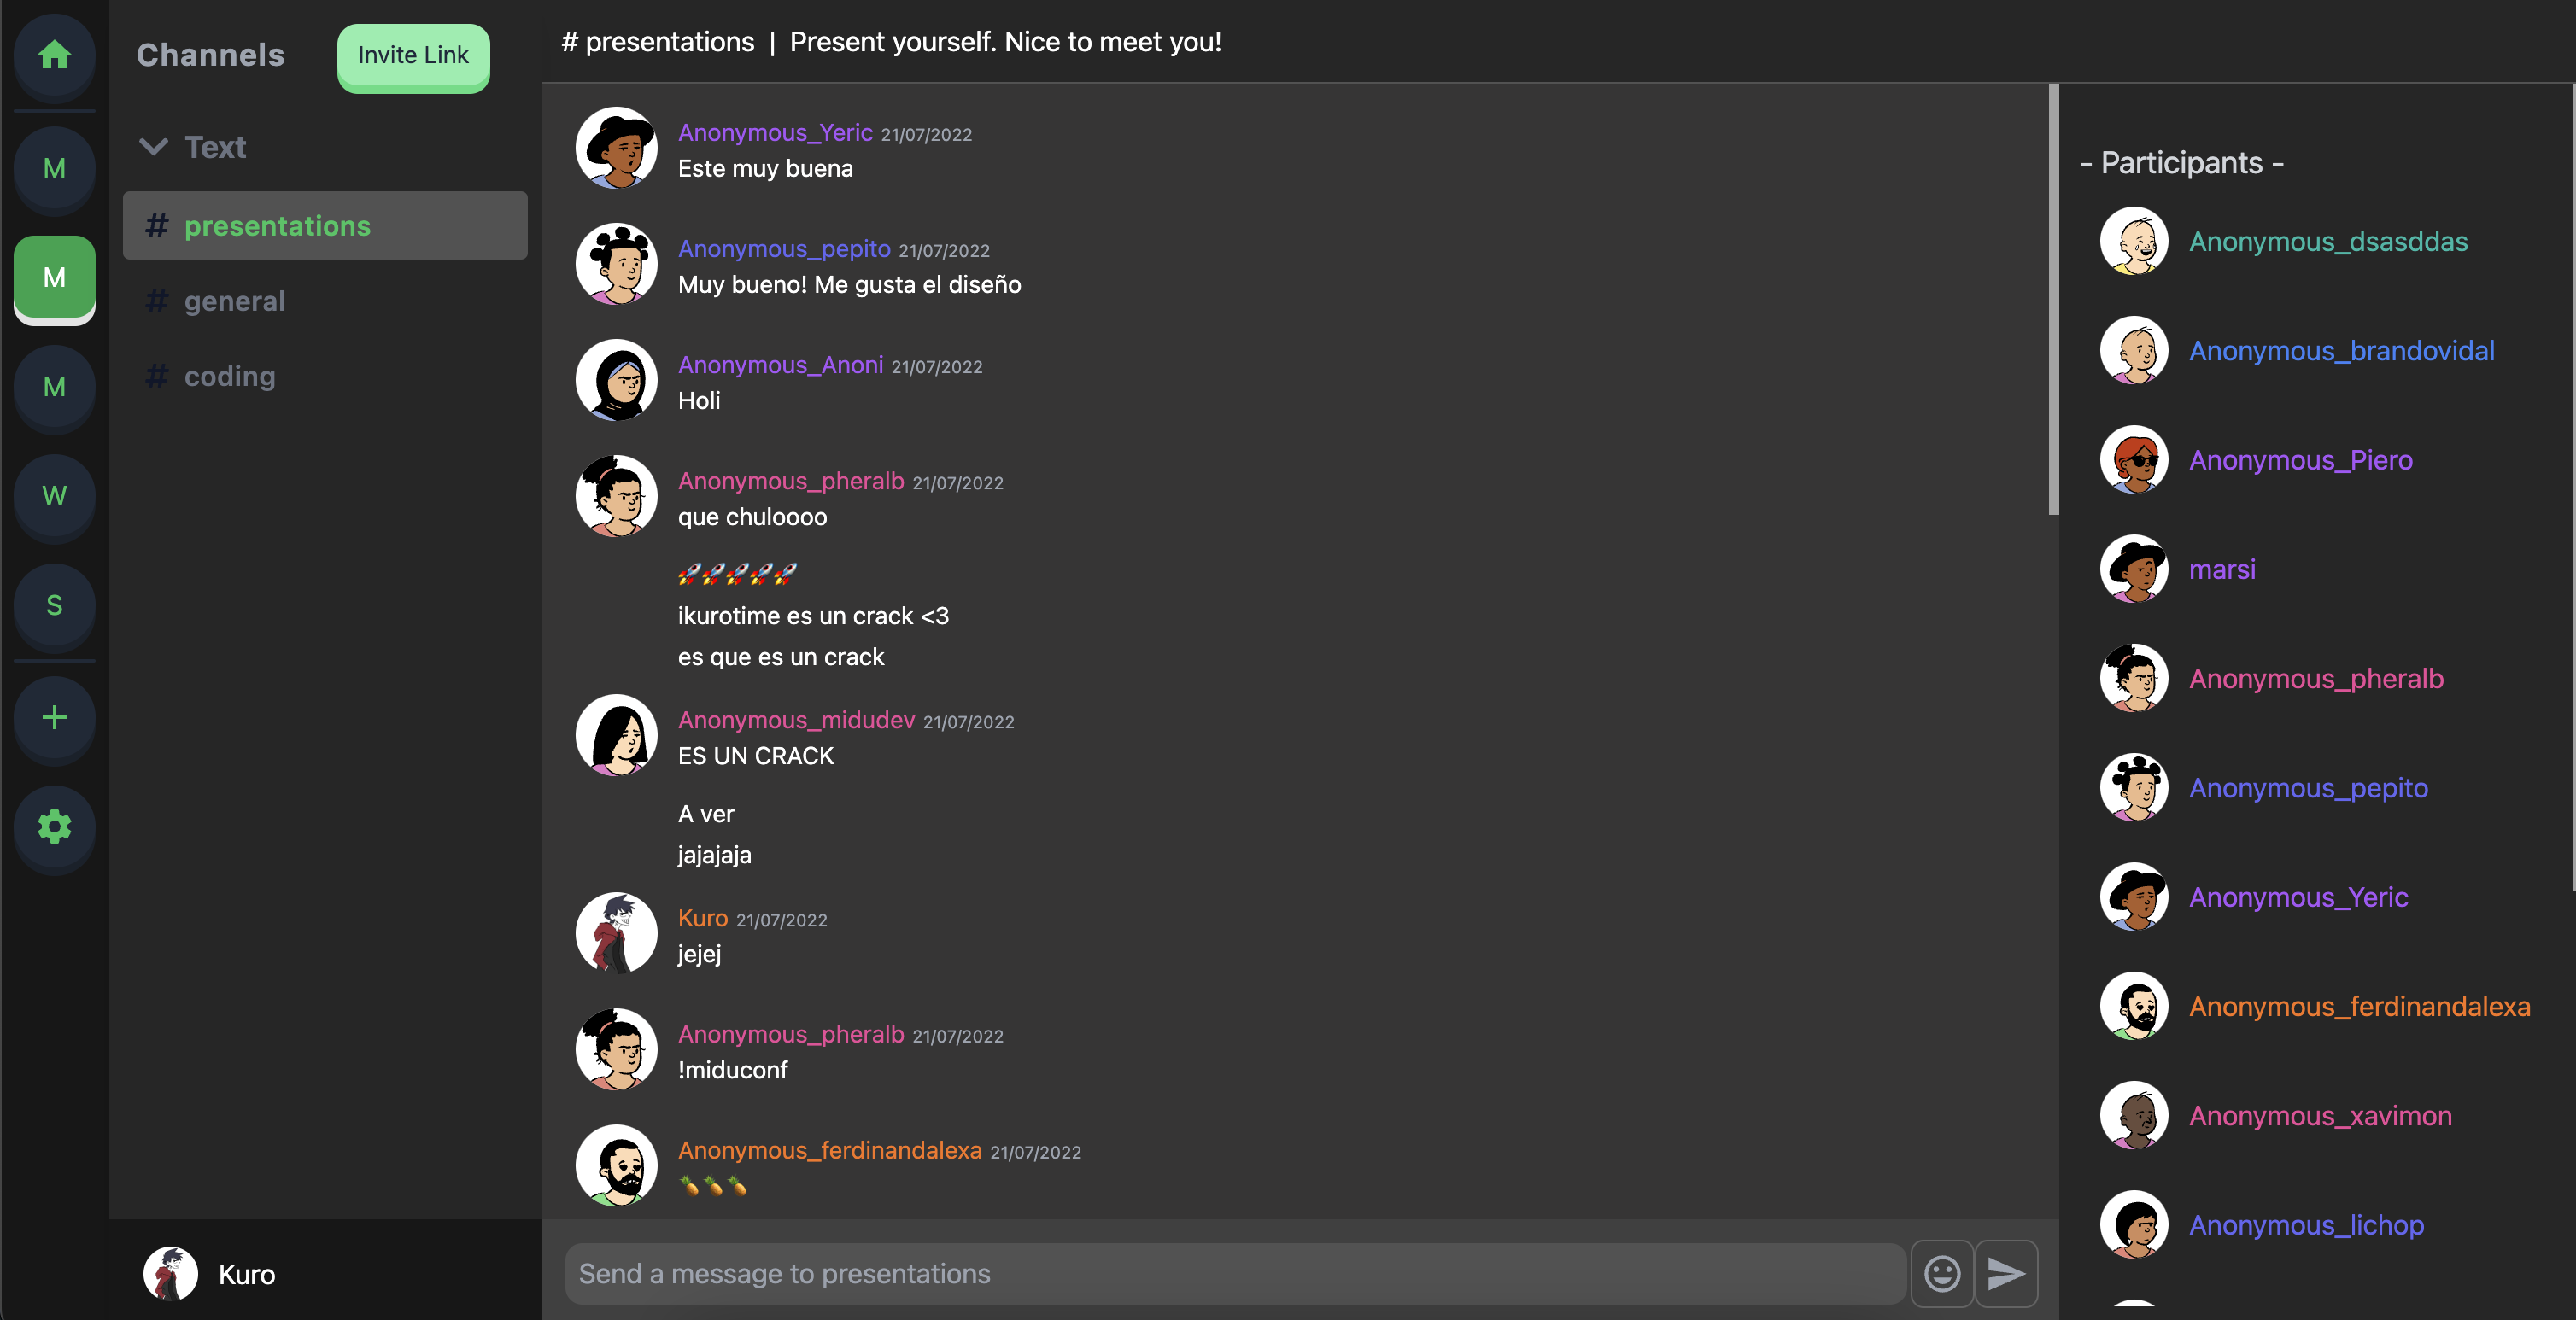 Channels
Invite Link
Text
# presentations
# general
# coding
M
M
M
W
S
Kuro
# presentations | Present yourself. Nice to meet you!
Anonymous_Yeric 21/07/2022
Este muy buena
Anonymous_pepito 21/07/2022
Muy bueno! Me gusta el diseño
Anonymous_Anoni 21/07/2022
Holi
Anonymous_pheralb 21/07/2022
que chuloooo
🚀🚀🚀🚀🚀
ikurotime es un crack <3
es que es un crack
Anonymous_midudev 21/07/2022
ES UN CRACK
A ver
jajajaja
Kuro 21/07/2022
jejej
Anonymous_pheralb 21/07/2022
!miduconf
Anonymous_ferdinandalexa 21/07/2022
🍍🍍🍍
Send a message to presentations
- Participants -
Anonymous_dsasddas
Anonymous_brandovidal
Anonymous_Piero
marsi
Anonymous_pheralb
Anonymous_pepito
Anonymous_Yeric
Anonymous_ferdinandalexa
Anonymous_xavimon
Anonymous_lichop